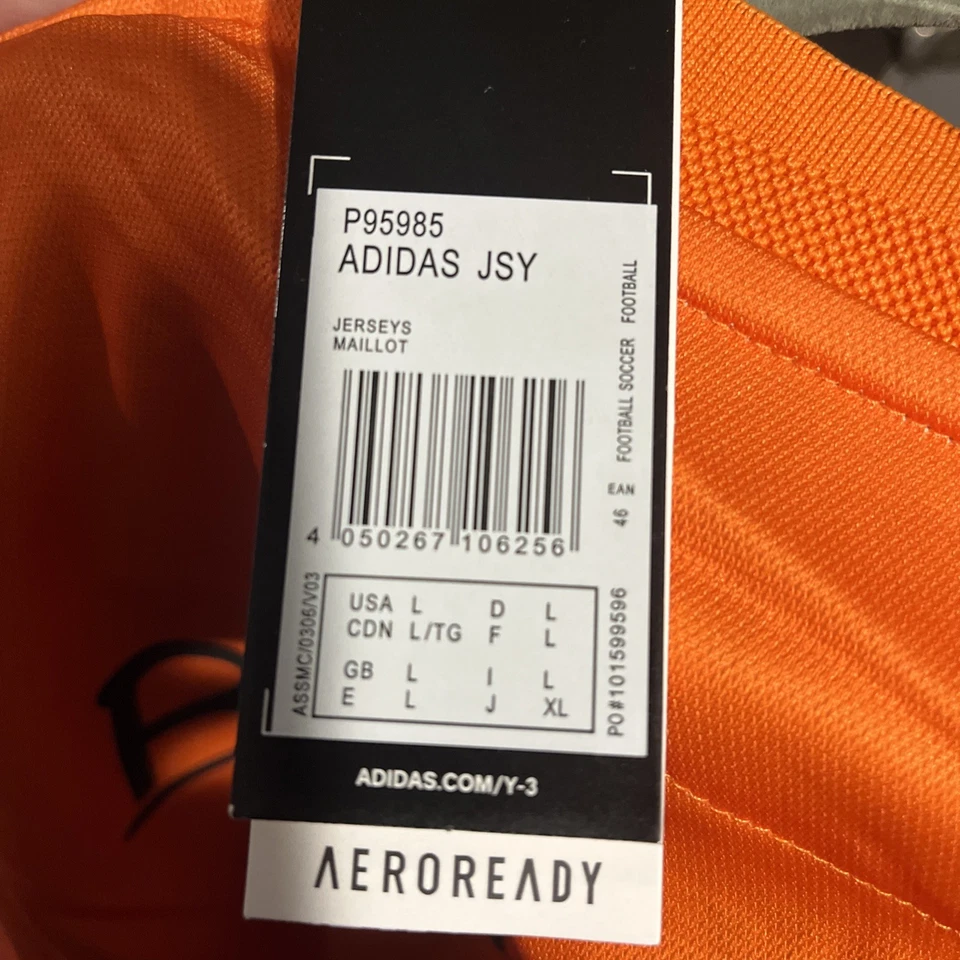 P95985
ADIDAS JSY
JERSEYS
MAILLOT
FOOTBALL SOCCER FOOTBALL
EAN
46
4 050267 106256
ASSMC/0306/V03
USA L D L
CDN L/TG F L
GB L I L
E L J XL
PO#101599596
ADIDAS.COM/Y-3
AEROREADY